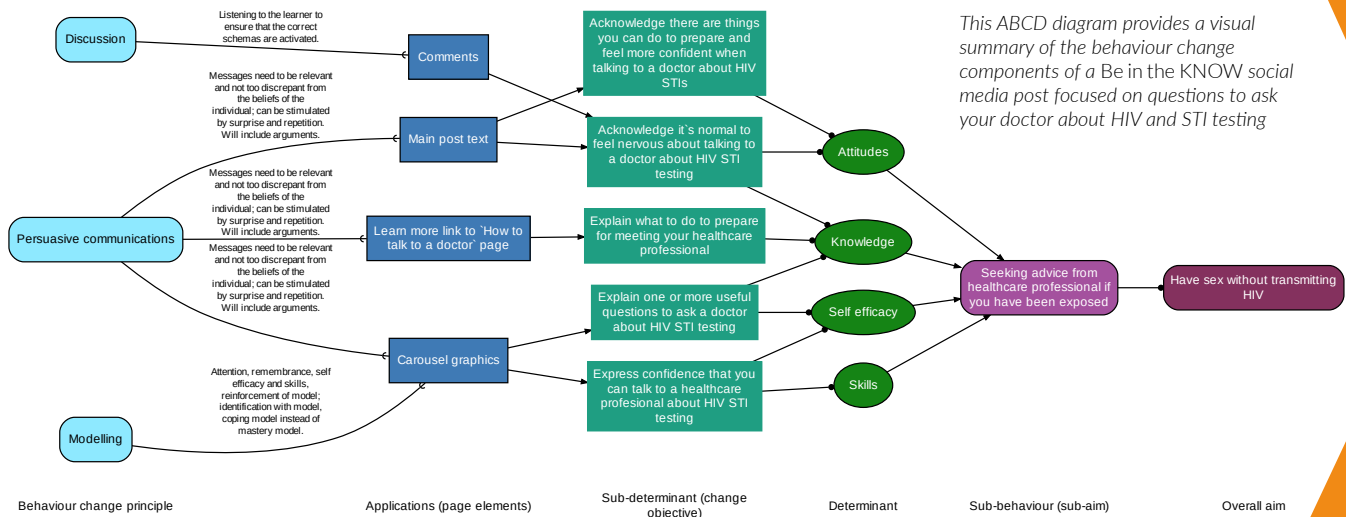 Discussion
Listening to the learner to
ensure that the correct
schemas are activated.
Comments
Acknowledge there are things
you can do to prepare and
feel more confident when
talking to a doctor about HIV
STIs
This ABCD diagram provides a visual
summary of the behaviour change
components of a Be in the KNOW social
media post focused on questions to ask
your doctor about HIV and STI testing
Messages need to be relevant
and not too discrepant from
the beliefs of the
individual; can be stimulated
by surprise and repetition.
Will include arguments.
Main post text
Acknowledge it`s normal to
feel nervous about talking to
a doctor about HIV STI
testing
Attitudes
Persuasive communications
Messages need to be relevant
and not too discrepant from
the beliefs of the
individual; can be stimulated
by surprise and repetition.
Will include arguments.
Learn more link to `How to
talk to a doctor` page
Explain what to do to prepare
for meeting your healthcare
professional
Knowledge
Messages need to be relevant
and not too discrepant from
the beliefs of the
individual; can be stimulated
by surprise and repetition.
Will include arguments.
Explain one or more useful
questions to ask a doctor
about HIV STI testing
Self efficacy
Seeking advice from
healthcare professional if
you have been exposed
Have sex without transmitting
HIV
Carousel graphics
Attention, remembrance, self
efficacy and skills,
reinforcement of model;
identification with model,
coping model instead of
mastery model.
Express confidence that you
can talk to a healthcare
profesional about HIV STI
testing
Skills
Modelling
Behaviour change principle
Applications (page elements)
Sub-determinant (change
objective)
Determinant
Sub-behaviour (sub-aim)
Overall aim